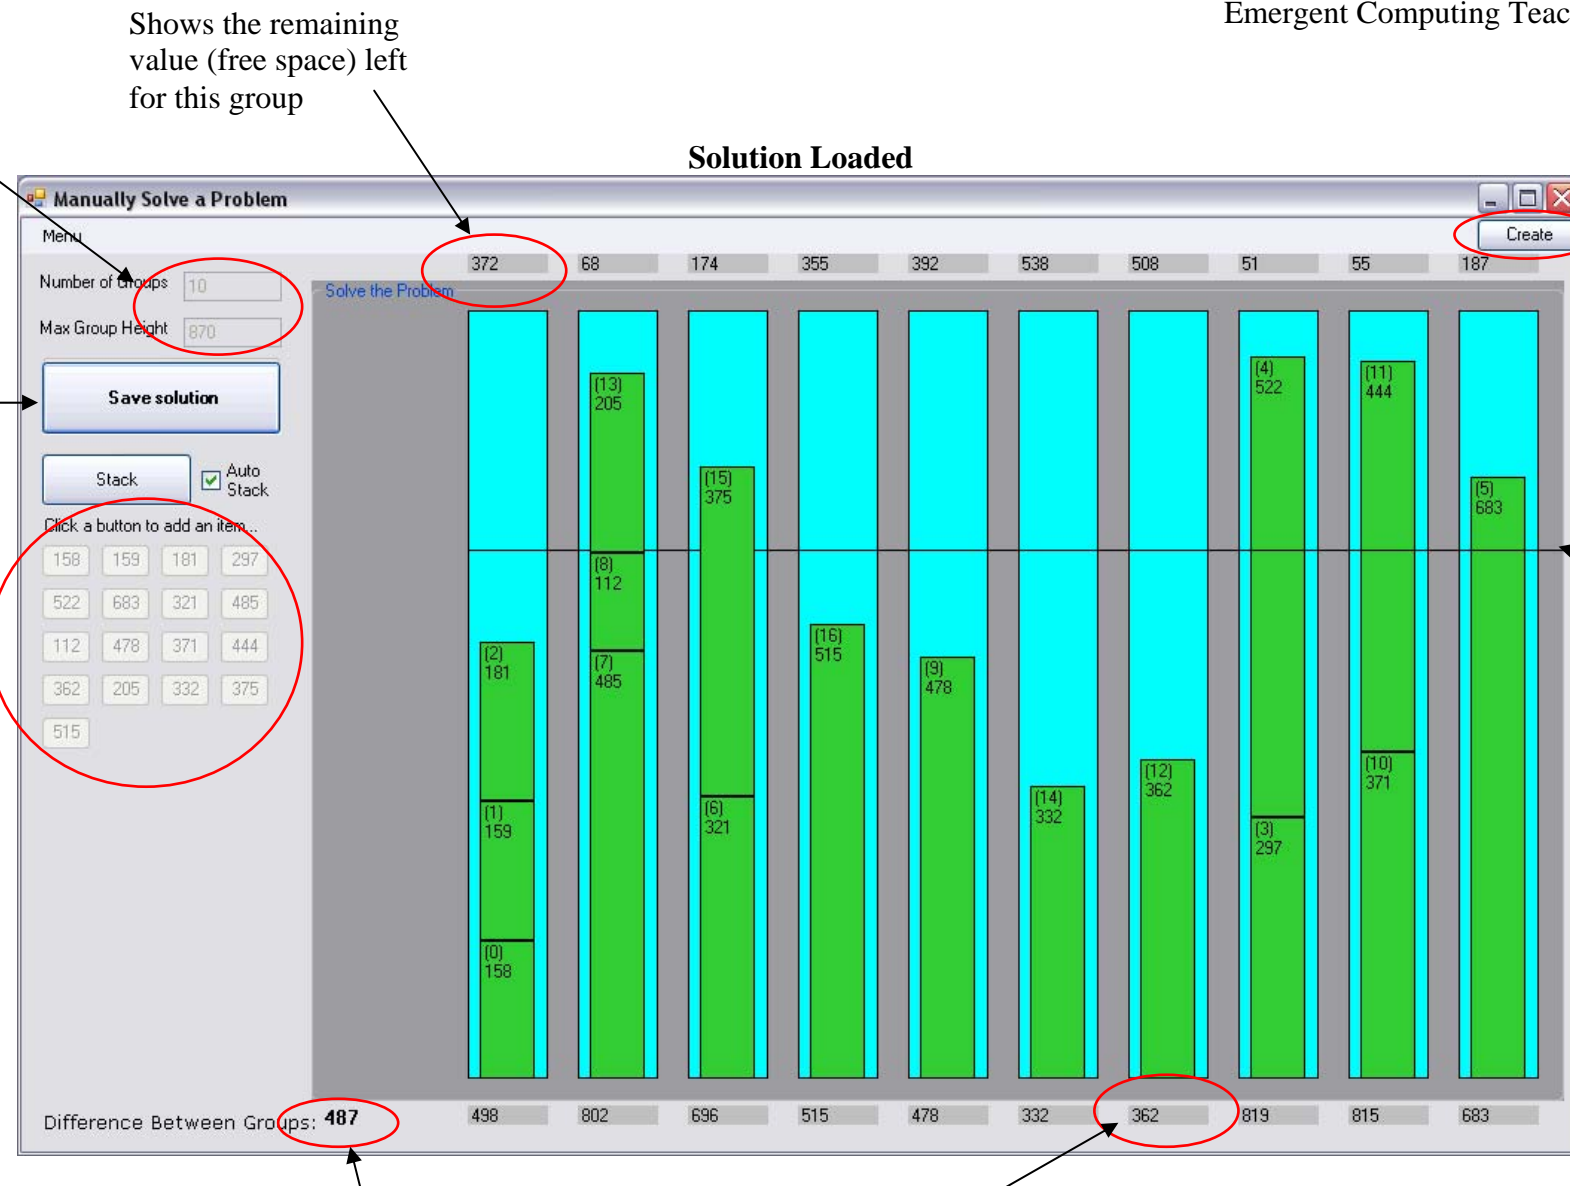 Emergent Computing Teac
Shows the remaining
value (free space) left
for this group
Solution Loaded
Manually Solve a Problem
Menu
Create
372 68 174 355 392 538 508 51 55 187
Number of Groups 10
Solve the Problem
Max Group Height 870
Save solution
Stack
Auto
Stack
Click a button to add an item...
158 159 181 297
522 683 321 485
112 478 371 444
362 205 332 375
515
(2)
181
(1)
159
(0)
158
(13)
205
(8)
112
(7)
485
(15)
375
(6)
321
(16)
515
(9)
478
(14)
332
(12)
362
(4)
522
(3)
297
(11)
444
(10)
371
(5)
683
Difference Between Groups: 487
498 802 696 515 478 332 362 819 815 683